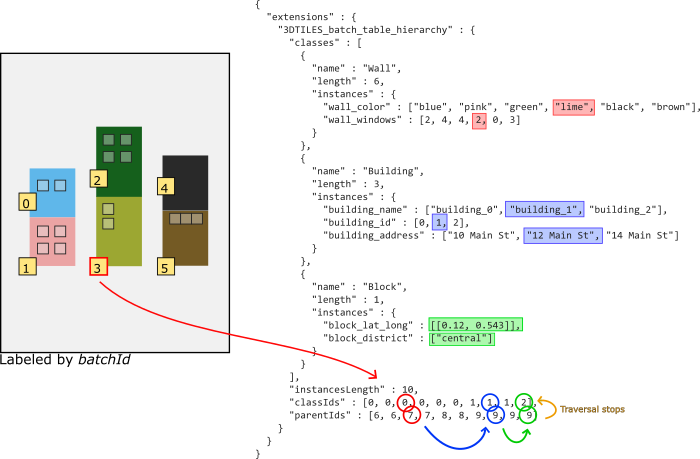 {
"extensions" : {
"3DTILES_batch_table_hierarchy" : {
"classes" : [
{
"name" : "Wall",
"length" : 6,
"instances" : {
"wall_color" : ["blue", "pink", "green", "lime", "black", "brown"],
"wall_windows" : [2, 4, 4, 2, 0, 3]
}
},
{
"name" : "Building",
"length" : 3,
"instances" : {
"building_name" : ["building_0", "building_1", "building_2"],
"building_id" : [0, 1, 2],
"building_address" : ["10 Main St", "12 Main St", "14 Main St"]
}
},
{
"name" : "Block",
"length" : 1,
"instances" : {
"block_lat_long" : [[0.12, 0.543]],
"block_district" : ["central"]
}
}
],
"instancesLength" : 10,
"classIds" : [0, 0, 0, 0, 0, 0, 1, 1, 1, 2],
"parentIds" : [6, 6, 7, 7, 8, 8, 9, 9, 9, 9]
}
}
}
Traversal stops
0
1
2
3
4
5
Labeled by batchId